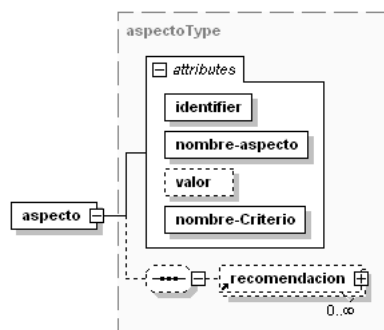 aspectoType
attributes
identifier
nombre-aspecto
valor
nombre-Criterio
aspecto
recomendacion
0..∞